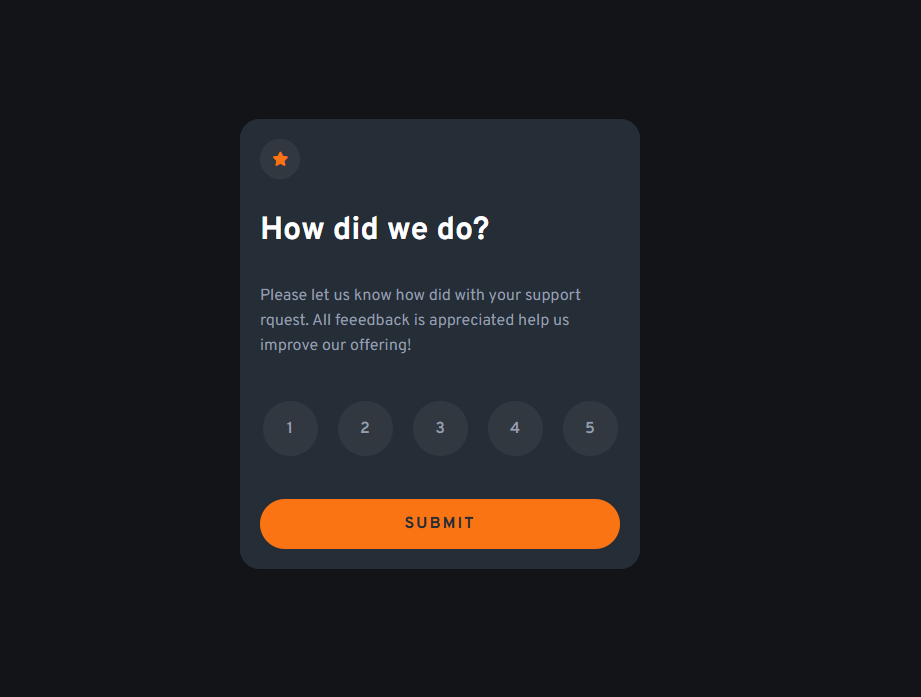 How did we do?
Please let us know how did with your support
rquest. All feeedback is appreciated help us
improve our offering!
1 2 3 4 5
SUBMIT